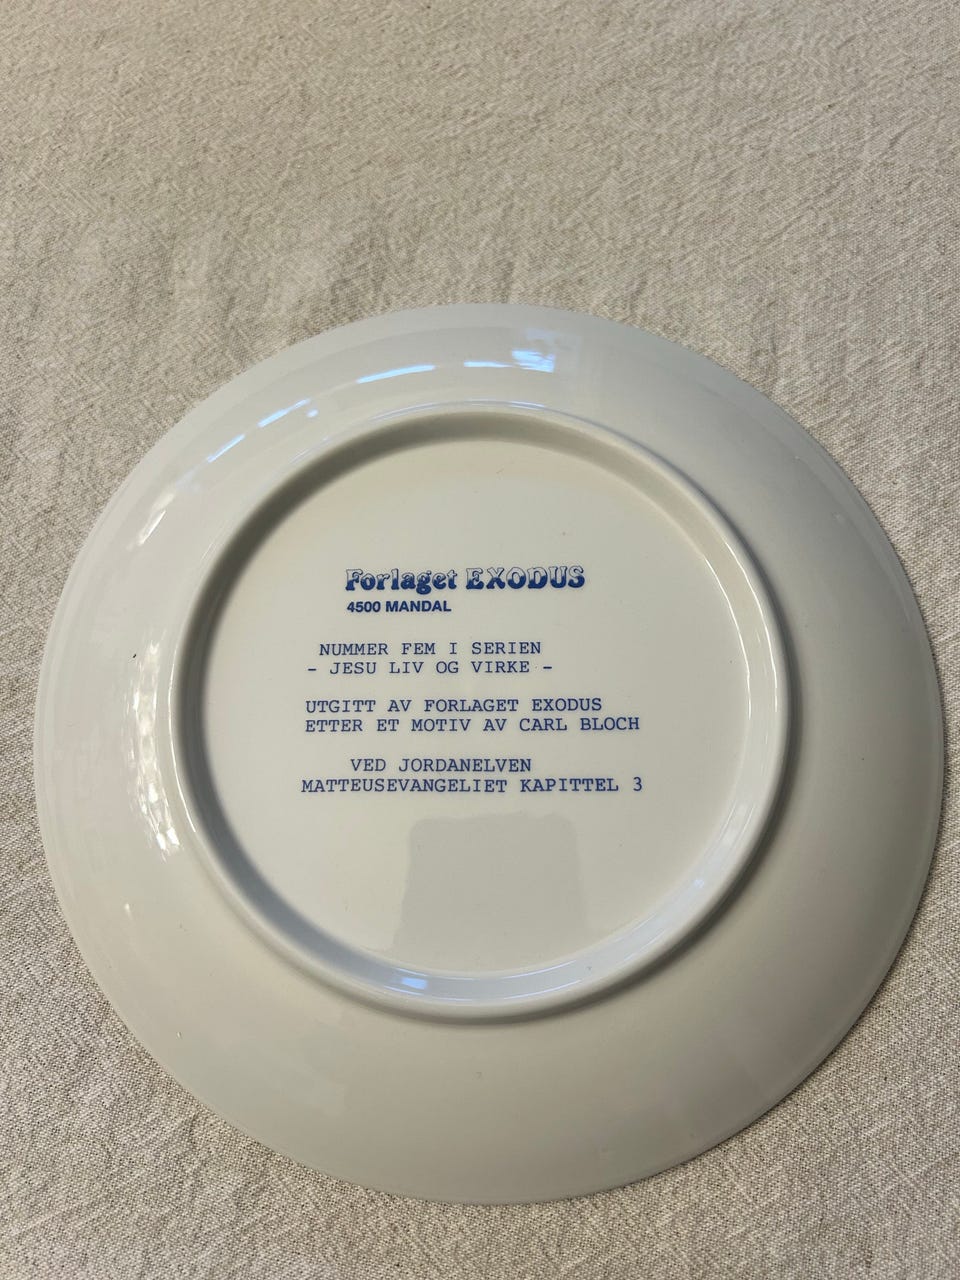 Forlaget EXODUS
4500 MANDAL
NUMMER FEM I SERIEN
- JESU LIV OG VIRKE -
UTGITT AV FORLAGET EXODUS
ETTER ET MOTIV AV CARL BLOCH
VED JORDANELVEN
MATTEUSEVANGELIET KAPITTEL 3